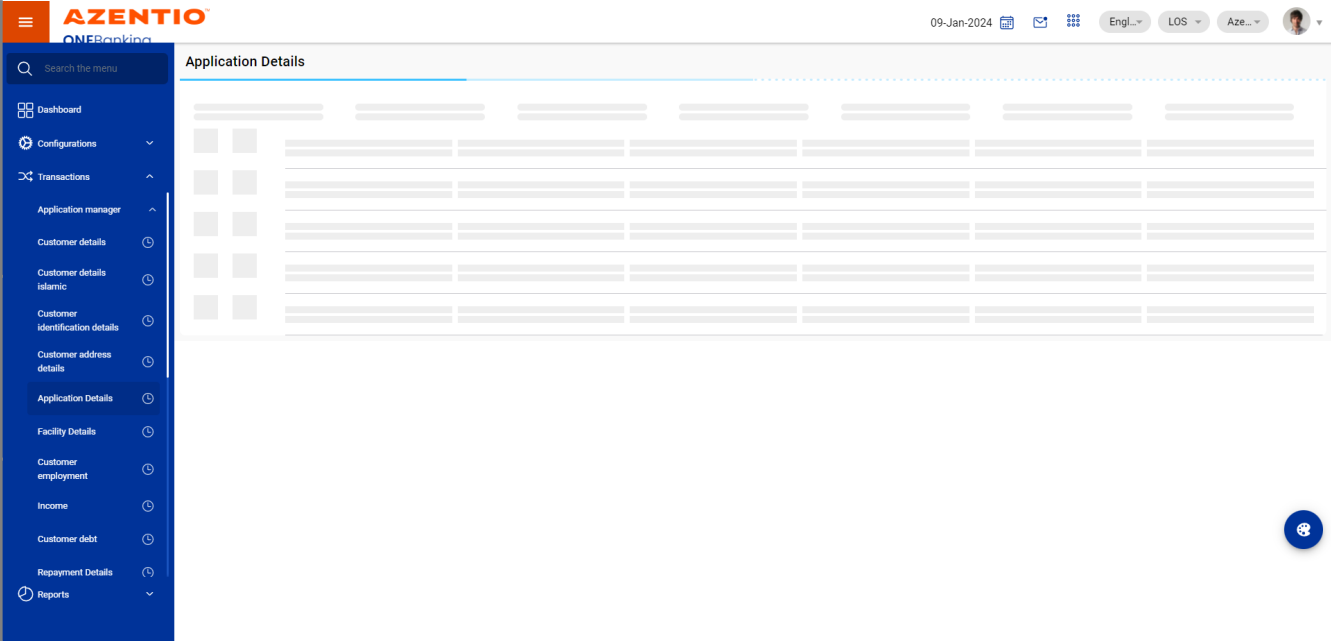 AZENTIO™
ONEBanking
09-Jan-2024
Engl...
LOS
Aze...
Search the menu
Application Details
Dashboard
Configurations
Transactions
Application manager
Customer details
Customer details
islamic
Customer
identification details
Customer address
details
Application Details
Facility Details
Customer
employment
Income
Customer debt
Repayment Details
Reports